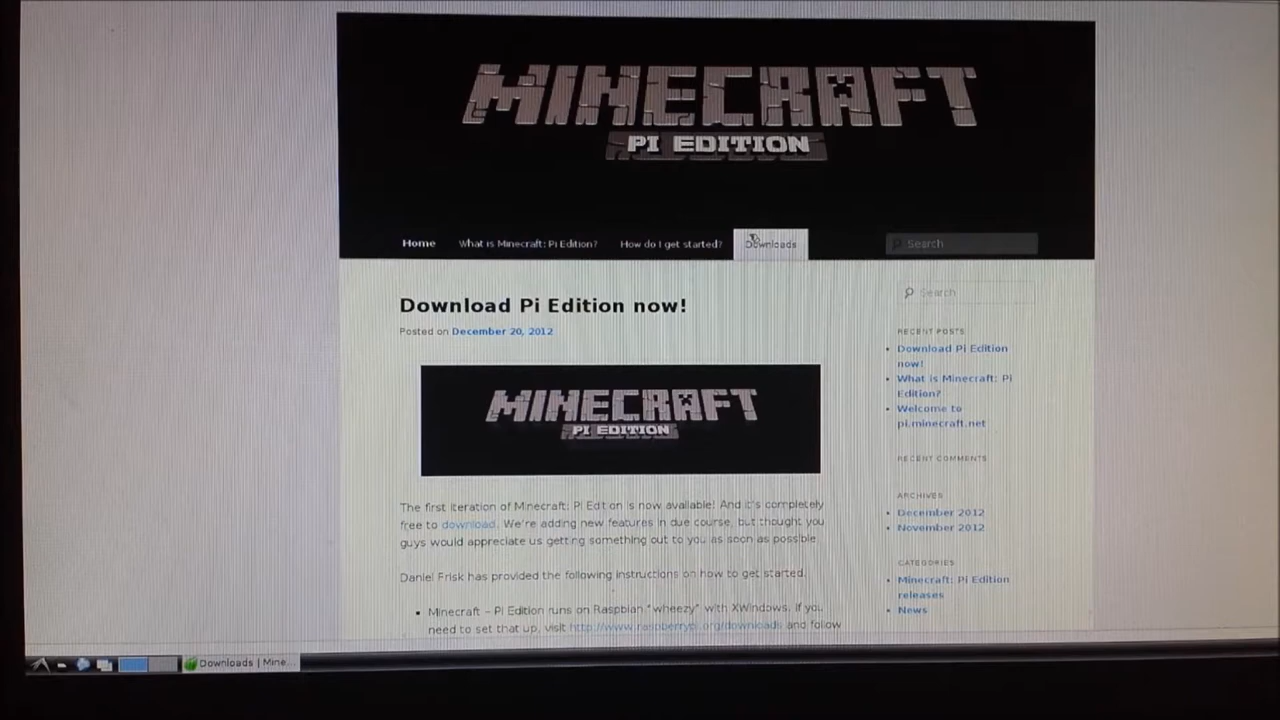 MINECRAFT
PI EDITION
Home What is Minecraft: Pi Edition? How do I get started? Downloads Search
Download Pi Edition now!
Posted on December 20, 2012
MINECRAFT
PI EDITION
The first iteration of Minecraft: Pi Edition is now available! And it's completely
free to download. We're adding new features in due course, but thought you
guys would appreciate us getting something out to you as soon as possible.
Daniel Frisk has provided the following instructions on how to get started.
• Minecraft – Pi Edition runs on Raspbian "wheezy" with XWindows. If you
need to set that up, visit http://www.raspberrypi.org/downloads and follow
Search
RECENT POSTS
• Download Pi Edition
now!
• What is Minecraft: Pi
Edition?
• Welcome to
pi.minecraft.net
RECENT COMMENTS
ARCHIVES
• December 2012
• November 2012
CATEGORIES
• Minecraft: Pi Edition
releases
• News
Downloads | Mine...